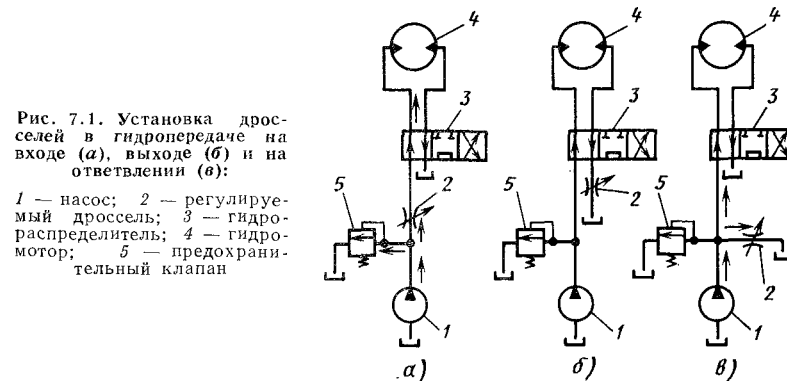 Рис. 7.1. Установка дрос-
селей в гидропередаче на
входе (а), выходе (б) и на
ответвлении (в):
1 — насос; 2 — регулируе-
мый дроссель; 3 — гидро-
распределитель; 4 — гидро-
мотор; 5 — предохрани-
тельный клапан
4
3
5
2
1
а)
4
3
5
2
1
б)
4
3
5
2
1
в)